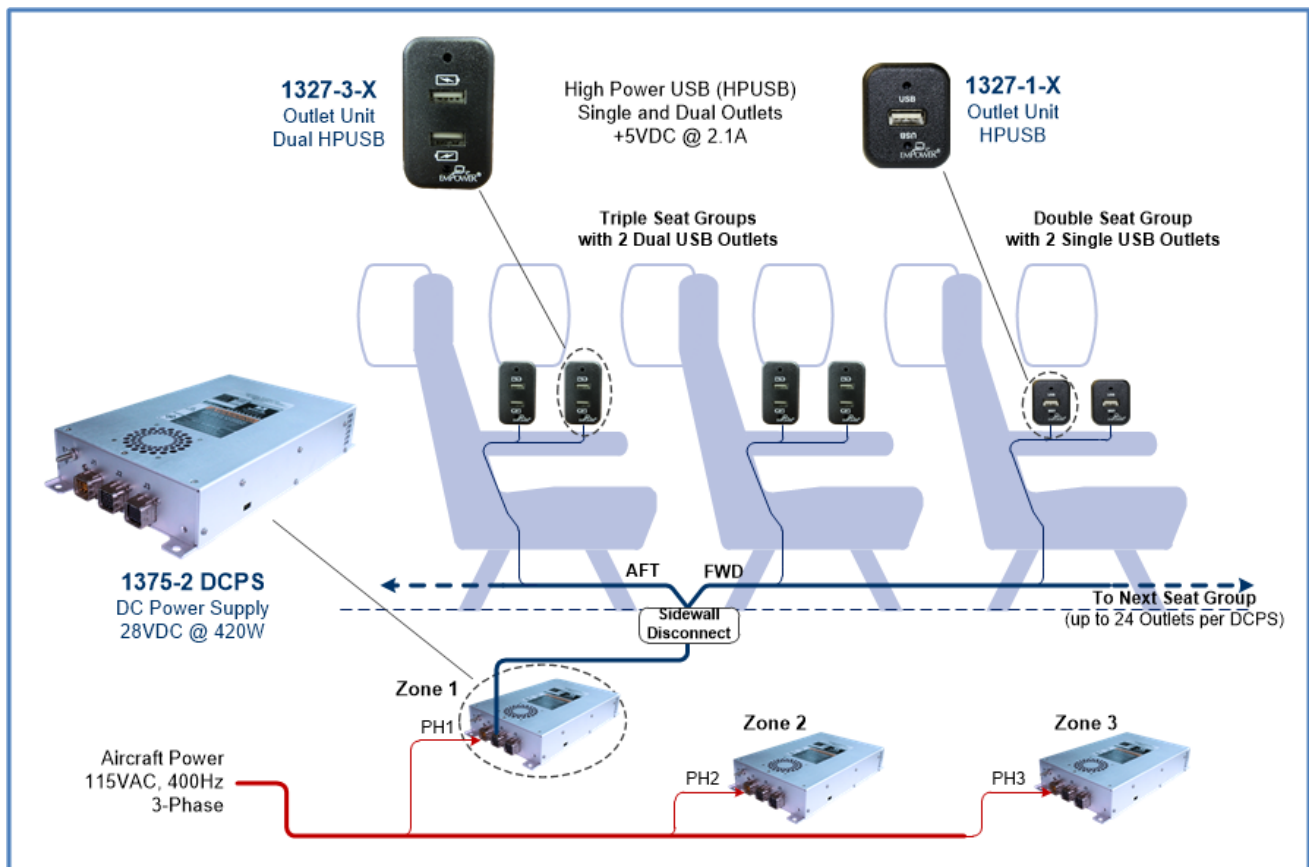 1327-3-X
Outlet Unit
Dual HPUSB
EMPOWER®
High Power USB (HPUSB)
Single and Dual Outlets
+5VDC @ 2.1A
USB
USB
EMPOWER
1327-1-X
Outlet Unit
HPUSB
Triple Seat Groups
with 2 Dual USB Outlets
Double Seat Group
with 2 Single USB Outlets
1375-2 DCPS
DC Power Supply
28VDC @ 420W
AFT
FWD
Sidewall
Disconnect
To Next Seat Group
(up to 24 Outlets per DCPS)
Zone 1
Zone 2
Zone 3
PH1
PH2
PH3
Aircraft Power
115VAC, 400Hz
3-Phase